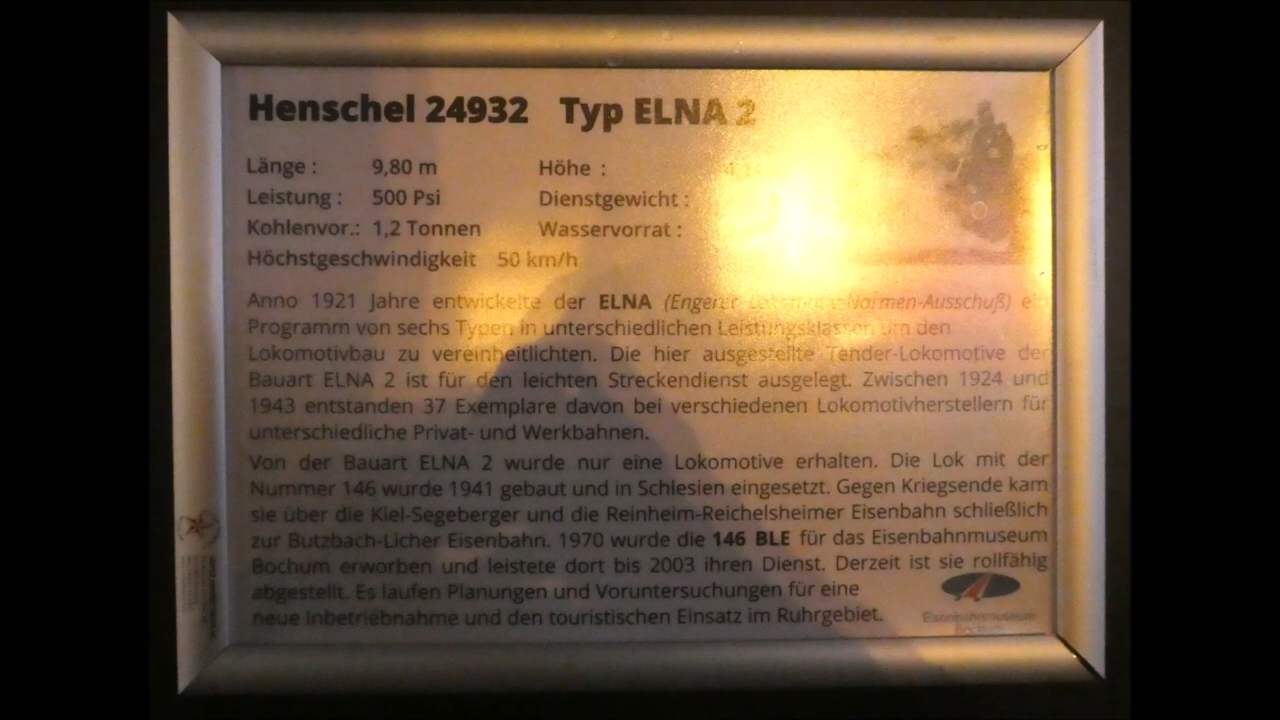 Henschel 24932 Typ ELNA 2
Länge : 9,80 m Höhe :
Leistung : 500 Psi Dienstgewicht :
Kohlenvor.: 1,2 Tonnen Wasservorrat :
Höchstgeschwindigkeit 50 km/h
Anno 1921 Jahre entwickelte der ELNA (Engerer Lokomotiv-Normen-Ausschuß) ein
Programm von sechs Typen in unterschiedlichen Leistungsklassen um den
Lokomotivbau zu vereinheitlichten. Die hier ausgestellte Tender-Lokomotive der
Bauart ELNA 2 ist für den leichten Streckendienst ausgelegt. Zwischen 1924 und
1943 entstanden 37 Exemplare davon bei verschiedenen Lokomotivherstellern für
unterschiedliche Privat- und Werkbahnen.
Von der Bauart ELNA 2 wurde nur eine Lokomotive erhalten. Die Lok mit der
Nummer 146 wurde 1941 gebaut und in Schlesien eingesetzt. Gegen Kriegsende kam
sie über die Kiel-Segeberger und die Reinheim-Reichelsheimer Eisenbahn schließlich
zur Butzbach-Licher Eisenbahn. 1970 wurde die 146 BLE für das Eisenbahnmuseum
Bochum erworben und leistete dort bis 2003 ihren Dienst. Derzeit ist sie rollfähig
abgestellt. Es laufen Planungen und Voruntersuchungen für eine
neue Inbetriebnahme und den touristischen Einsatz im Ruhrgebiet.
Eisenbahnmuseum
Bochum